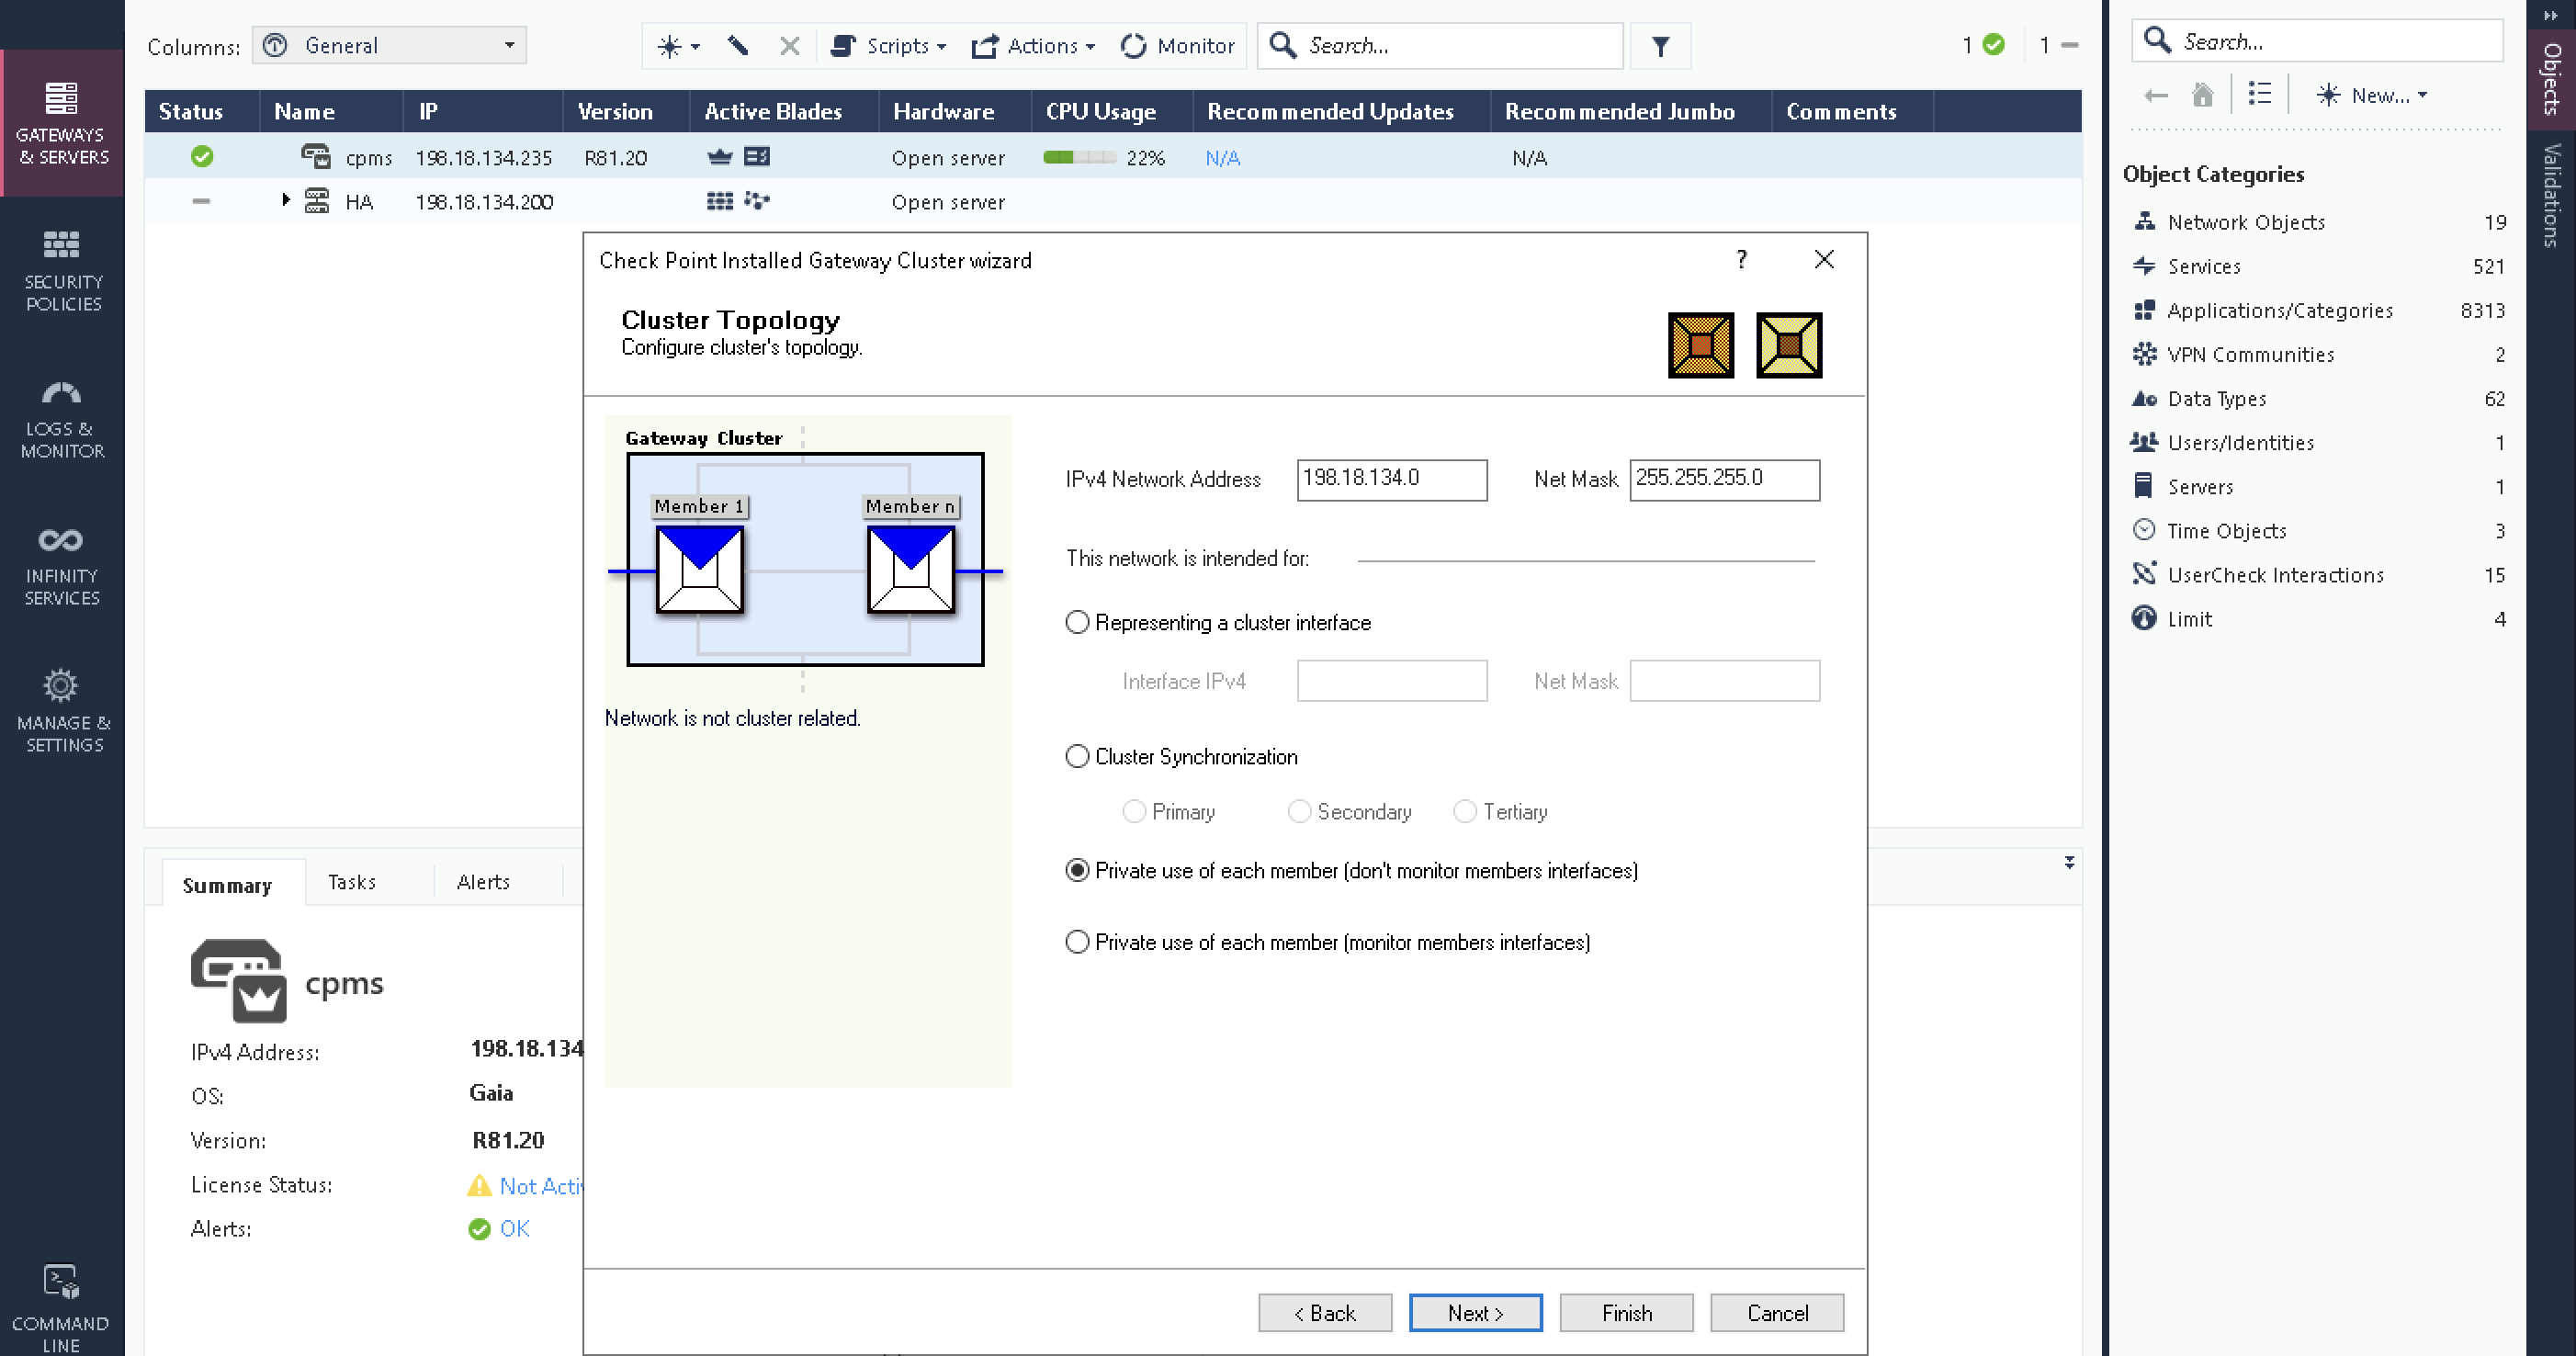 Columns:
General
Scripts
Actions
Monitor
Search...
1
1
Status
Name
IP
Version
Active Blades
Hardware
CPU Usage
Recommended Updates
Recommended Jumbo
Comments
cpms
198.18.134.235
R81.20
Open server
22%
N/A
N/A
HA
198.18.134.200
Open server
GATEWAYS
& SERVERS
SECURITY
POLICIES
LOGS &
MONITOR
INFINITY
SERVICES
MANAGE &
SETTINGS
COMMAND
LINE
Check Point Installed Gateway Cluster wizard
?
Cluster Topology
Configure cluster's topology.
Gateway Cluster
Member 1
Member n
Network is not cluster related.
IPv4 Network Address
198.18.134.0
Net Mask
255.255.255.0
This network is intended for:
Representing a cluster interface
Interface IPv4
Net Mask
Cluster Synchronization
Primary
Secondary
Tertiary
Private use of each member (don't monitor members interfaces)
Private use of each member (monitor members interfaces)
< Back
Next >
Finish
Cancel
Summary
Tasks
Alerts
cpms
IPv4 Address:
198.18.134
OS:
Gaia
Version:
R81.20
License Status:
Not Acti
Alerts:
OK
Search...
New...
Object Categories
Network Objects
19
Services
521
Applications/Categories
8313
VPN Communities
2
Data Types
62
Users/Identities
1
Servers
1
Time Objects
3
UserCheck Interactions
15
Limit
4
Objects
Validations